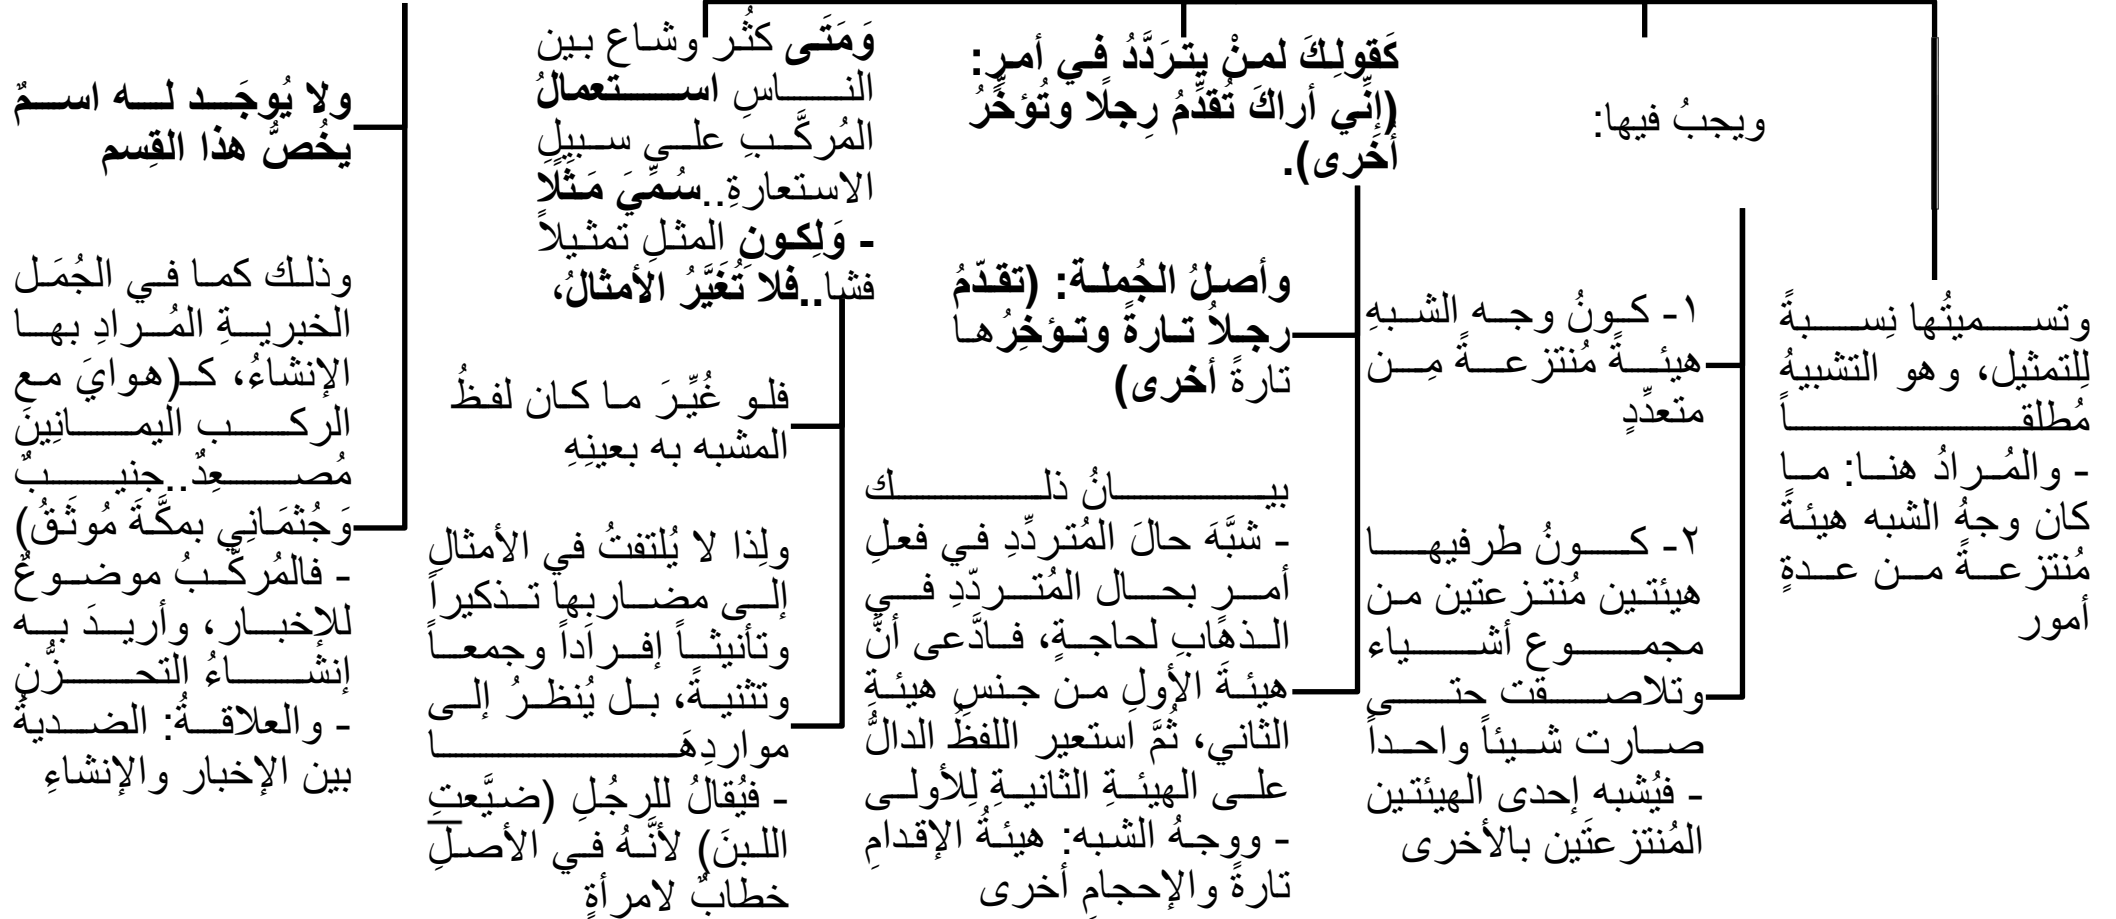 وتسميتُها نِسبةً
لِلتمثيل، وهو التشبيهُ
مُطلقاً
- والمُرادُ هنا: ما
كان وجهُ الشبه هيئةً
مُنتزعةً من عدةِ
أمور
ويجبُ فيها:
١- كونُ وجه الشبهِ
هيئةً مُنتزعةً مِن
متعدِّدٍ
٢- كونُ طرفيها
هيئتين مُنتزعتين من
مجموع أشياء
وتلاصقت حتى
صارت شيئاً واحداً
- فيُشبه إحدى الهيئتين
المُنتزعتَين بالأخرى
كَقولِكَ لمنْ يتردَّدُ في أمرٍ:
(إنِّي أراكَ تُقدِّمُ رِجلًا وتُؤخِّرُ
أُخَرى).
وأصلُ الجُملة: (تقدّمُ
رجلاُ تارةً وتؤخِرُها
تارةً أخرى)
بيانُ ذلك
- شبَّهَ حالَ المُتردِّدِ في فعلِ
أمرٍ بحال المُتردّدِ في
الذهابِ لحاجةٍ، فادَّعى أنَّ
هيئةَ الأولِ من جنسِ هيئةِ
الثاني، ثُمَّ استعير اللفظُ الدالُّ
على الهيئةِ الثانيةِ لِلأولى
- ووجهُ الشبه: هيئةُ الإقدامِ
تارةً والإحجامِ أخرى
وَمَتَى كثُر وشاع بين
الناسِ استعمالُ
المُركَّبِ على سبيلِ
الاستعارةِ..سُمِّيَ مَثَلًا
- وَلِكونِ المثلِ تمثيلاً
فشا..فلا تُغَيَّرُ الأمثالُ،
فلو غُيِّرَ ما كان لفظُ
المشبه به بعينِهِ
ولِذا لا يُلتفتُ في الأمثالِ
إلى مضاربِها تذكيراً
وتأنيثاً إفراداً وجمعاً
وتثنيةً، بل يُنظرُ إلى
مواردِهَا
- فيُقالُ للرجُلِ (ضيَّعتِ
اللبنَ) لأنَّهُ في الأصلِ
خطابٌ لامرأةٍ
ولا يُوجَد له اسمٌ
يخُصُّ هذا القِسم
وذلك كما في الجُمَل
الخبريةِ المُرادِ بها
الإنشاءُ، كـ(هوايَ مع
الركب اليمانِينَ
مُصعِدٌ..جنيبٌ
وَجُثمَانِي بمكَّةَ مُوثَقُ)
- فالمُركَّبُ موضوعٌ
للإخبار، وأريدَ به
إنشاءُ التحزُّنِ
- والعلاقةُ: الضديةُ
بين الإخبار والإنشاءِ